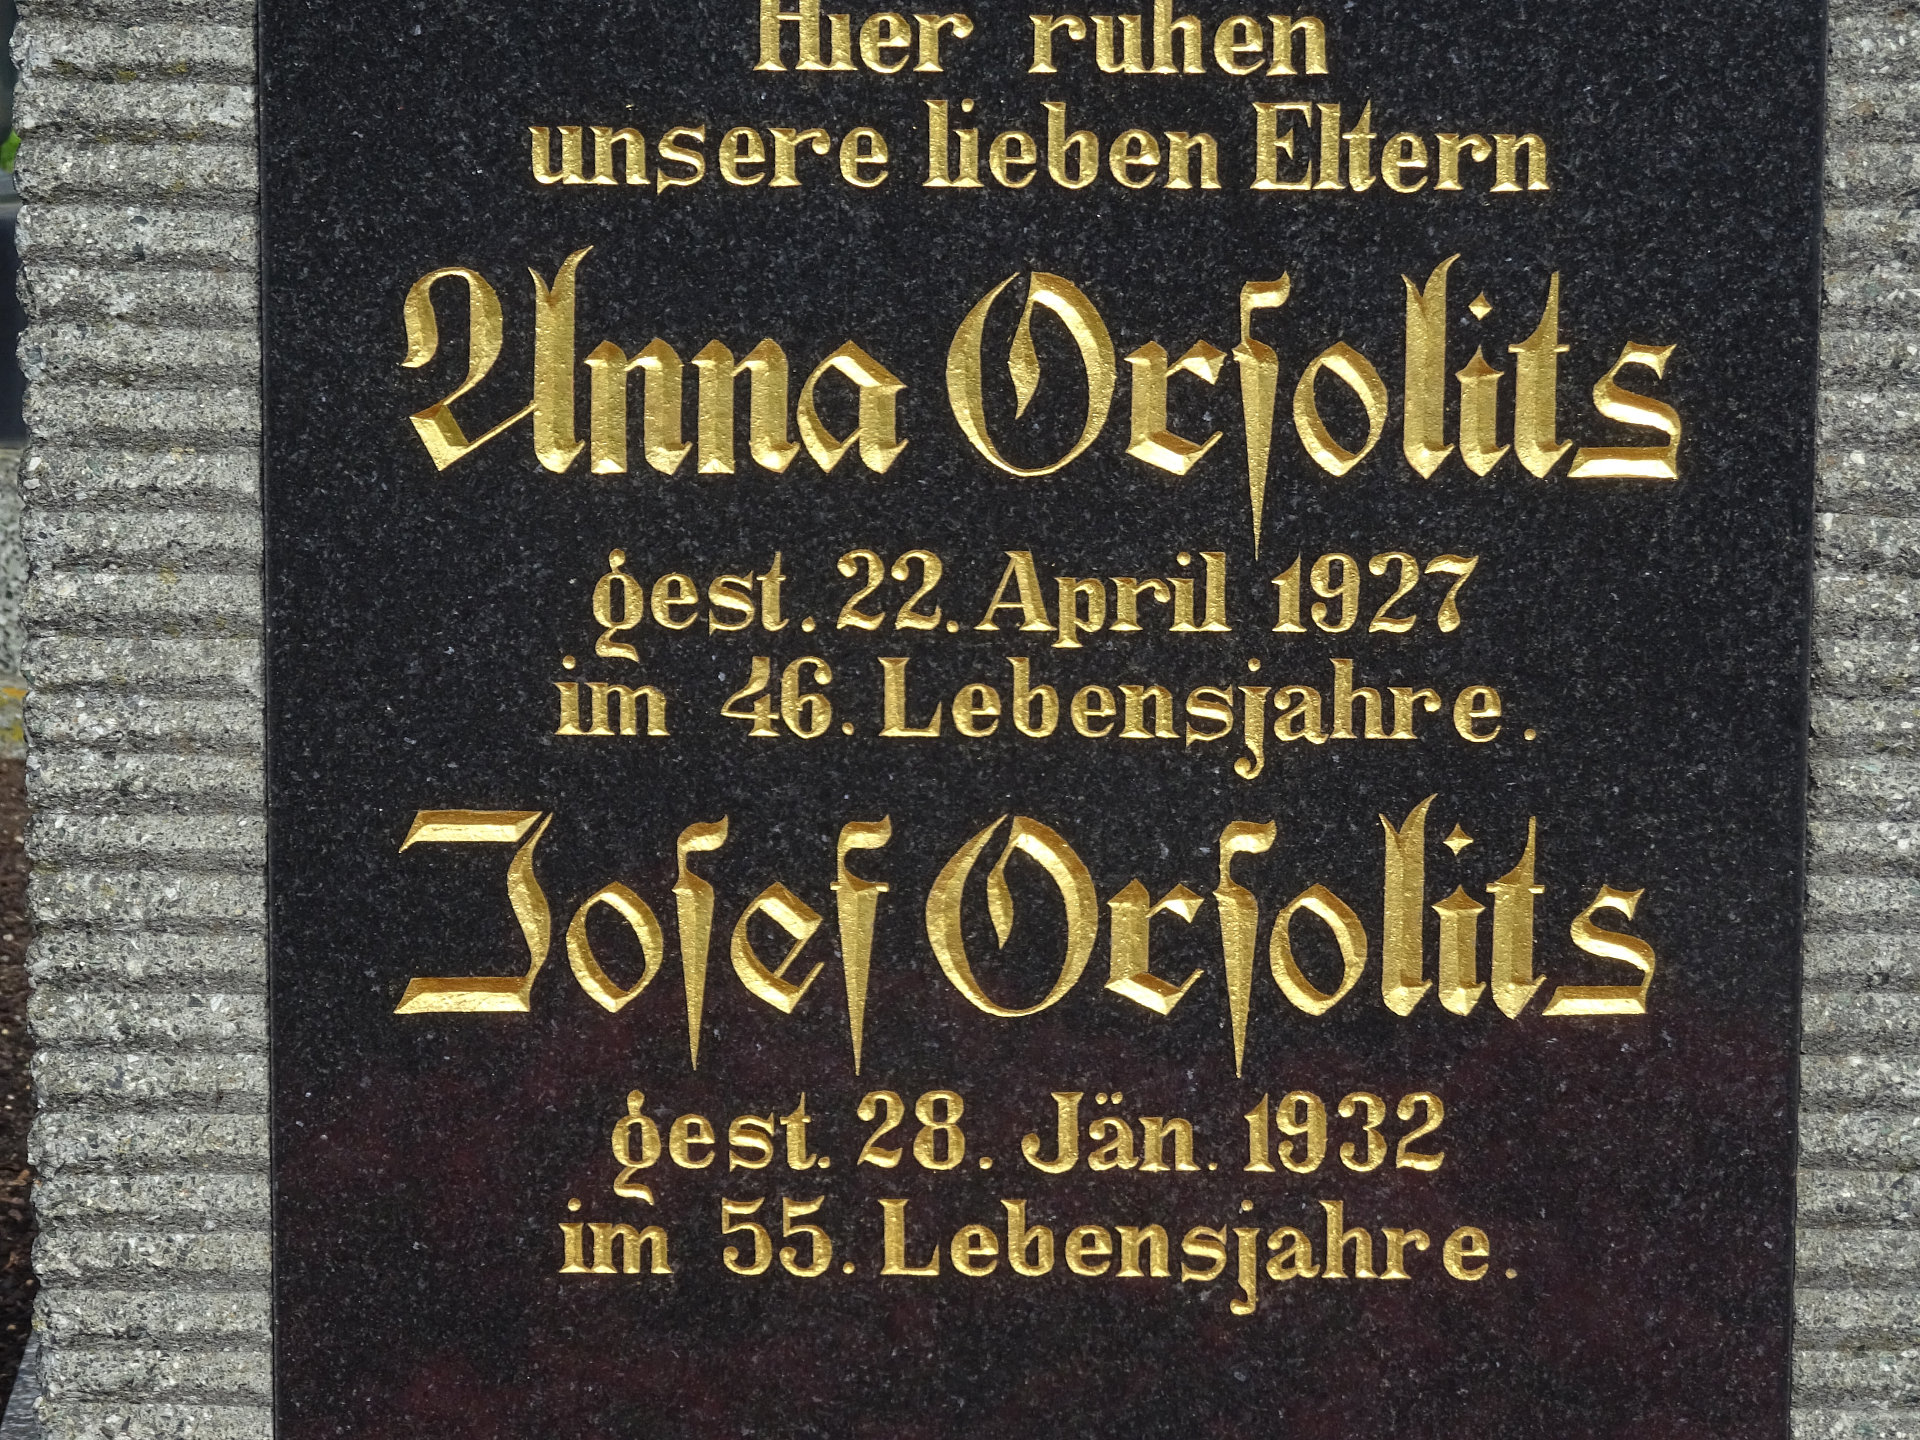 Hier ruhen
unsere lieben Eltern
Anna Orſolits
gest. 22. April 1927
im 46. Lebensjahre.
Joſef Orſolits
gest. 28. Jän. 1932
im 55. Lebensjahre.